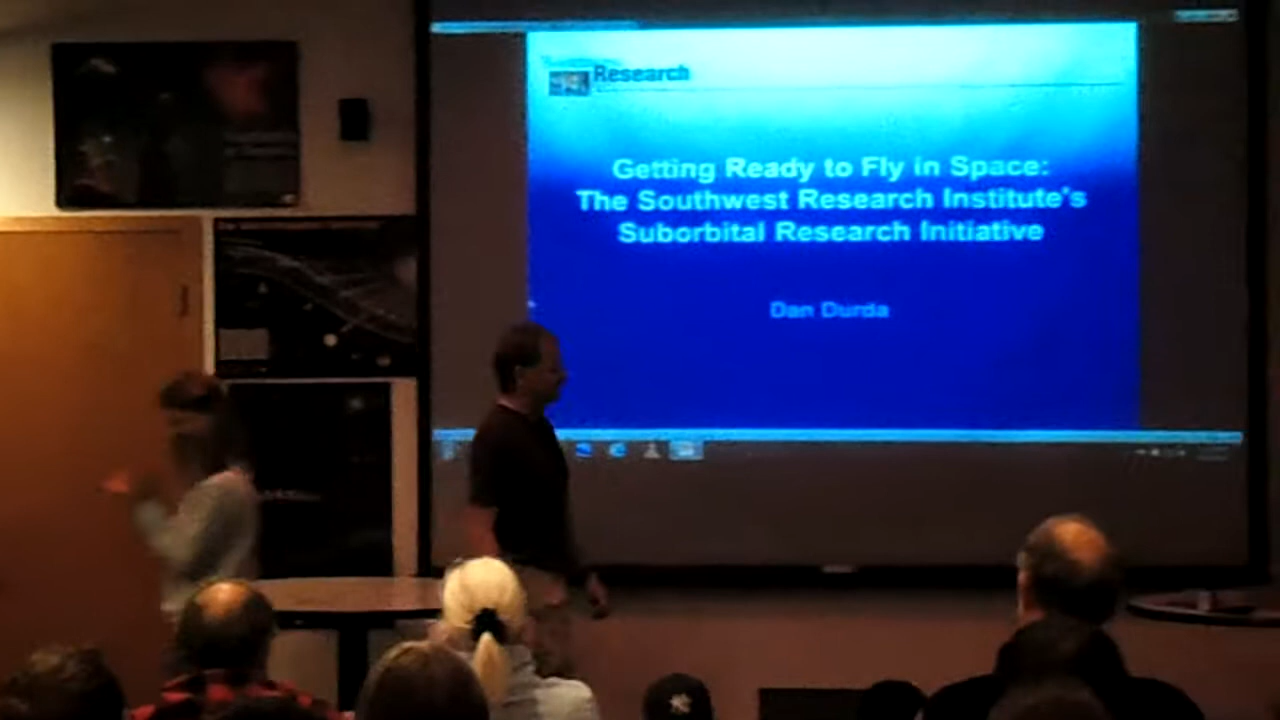 Research
Getting Ready to Fly in Space:
The Southwest Research Institute's
Suborbital Research Initiative
Dan Durda